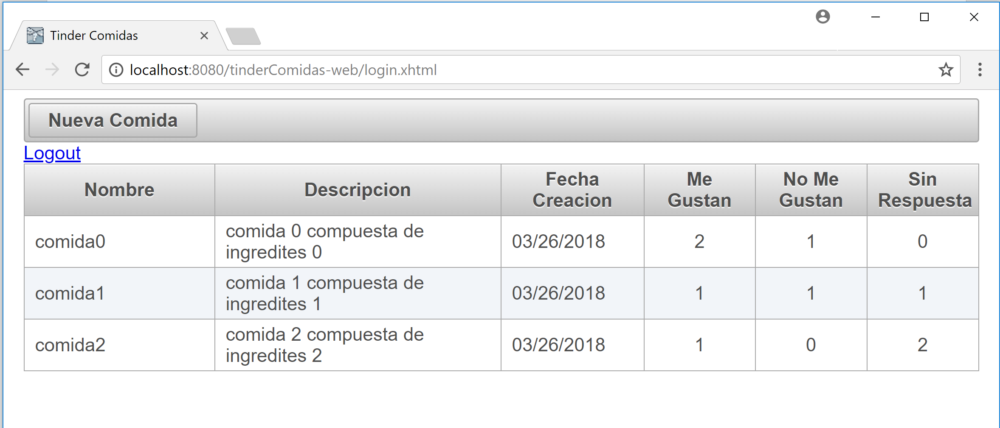 Tinder Comidas
localhost:8080/tinderComidas-web/login.xhtml
Nueva Comida
Logout
Nombre Descripcion Fecha Creacion Me Gustan No Me Gustan Sin Respuesta
comida0 comida 0 compuesta de ingredites 0 03/26/2018 2 1 0
comida1 comida 1 compuesta de ingredites 1 03/26/2018 1 1 1
comida2 comida 2 compuesta de ingredites 2 03/26/2018 1 0 2